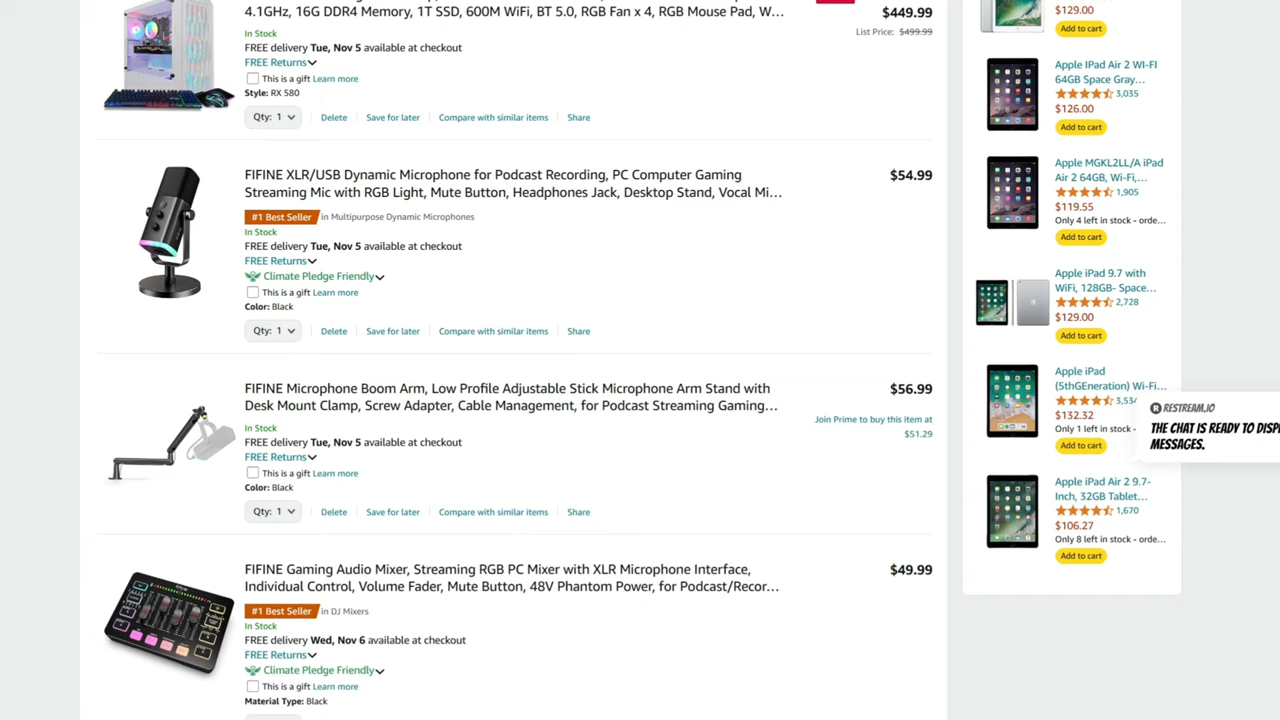 4.1GHz, 16G DDR4 Memory, 1T SSD, 600M WiFi, BT 5.0, RGB Fan x 4, RGB Mouse Pad, W...
$449.99
List Price: $499.99
In Stock
FREE delivery Tue, Nov 5 available at checkout
FREE Returns
This is a gift Learn more
Style: RX 580
Qty: 1
Delete
Save for later
Compare with similar items
Share
FIFINE XLR/USB Dynamic Microphone for Podcast Recording, PC Computer Gaming
$54.99
Streaming Mic with RGB Light, Mute Button, Headphones Jack, Desktop Stand, Vocal Mi...
#1 Best Seller in Multipurpose Dynamic Microphones
In Stock
FREE delivery Tue, Nov 5 available at checkout
FREE Returns
Climate Pledge Friendly
This is a gift Learn more
Color: Black
Qty: 1
Delete
Save for later
Compare with similar items
Share
FIFINE Microphone Boom Arm, Low Profile Adjustable Stick Microphone Arm Stand with
$56.99
Desk Mount Clamp, Screw Adapter, Cable Management, for Podcast Streaming Gaming...
Join Prime to buy this item at
$51.29
In Stock
FREE delivery Tue, Nov 5 available at checkout
FREE Returns
This is a gift Learn more
Color: Black
Qty: 1
Delete
Save for later
Compare with similar items
Share
FIFINE Gaming Audio Mixer, Streaming RGB PC Mixer with XLR Microphone Interface,
$49.99
Individual Control, Volume Fader, Mute Button, 48V Phantom Power, for Podcast/Recor...
#1 Best Seller in DJ Mixers
In Stock
FREE delivery Wed, Nov 6 available at checkout
FREE Returns
Climate Pledge Friendly
This is a gift Learn more
Material Type: Black
$129.00
Add to cart
Apple IPad Air 2 WI-FI
64GB Space Gray...
3,035
$126.00
Add to cart
Apple MGKL2LL/A iPad
Air 2 64GB, Wi-Fi,...
1,905
$119.55
Only 4 left in stock - orde...
Add to cart
Apple iPad 9.7 with
WiFi, 128GB- Space...
2,728
$129.00
Add to cart
Apple iPad
(5thGEneration) Wi-Fi...
3,534
$132.32
Only 1 left in stock -
Add to cart
Apple iPad Air 2 9.7-
Inch, 32GB Tablet...
1,670
$106.27
Only 8 left in stock - orde...
Add to cart
RESTREAM.IO
THE CHAT IS READY TO DISP
MESSAGES.